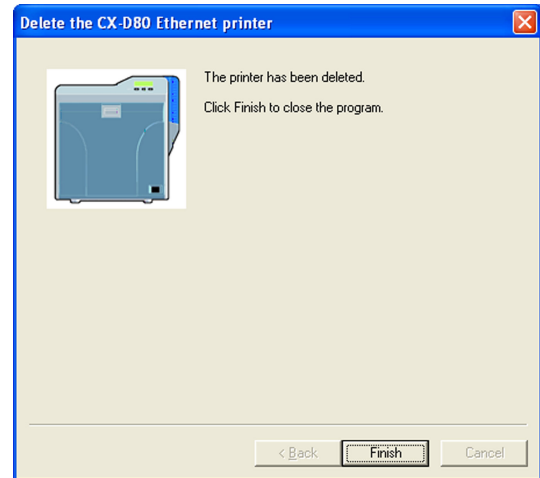 Delete the CX-D80 Ethernet printer
The printer has been deleted.
Click Finish to close the program.
< Back Finish Cancel